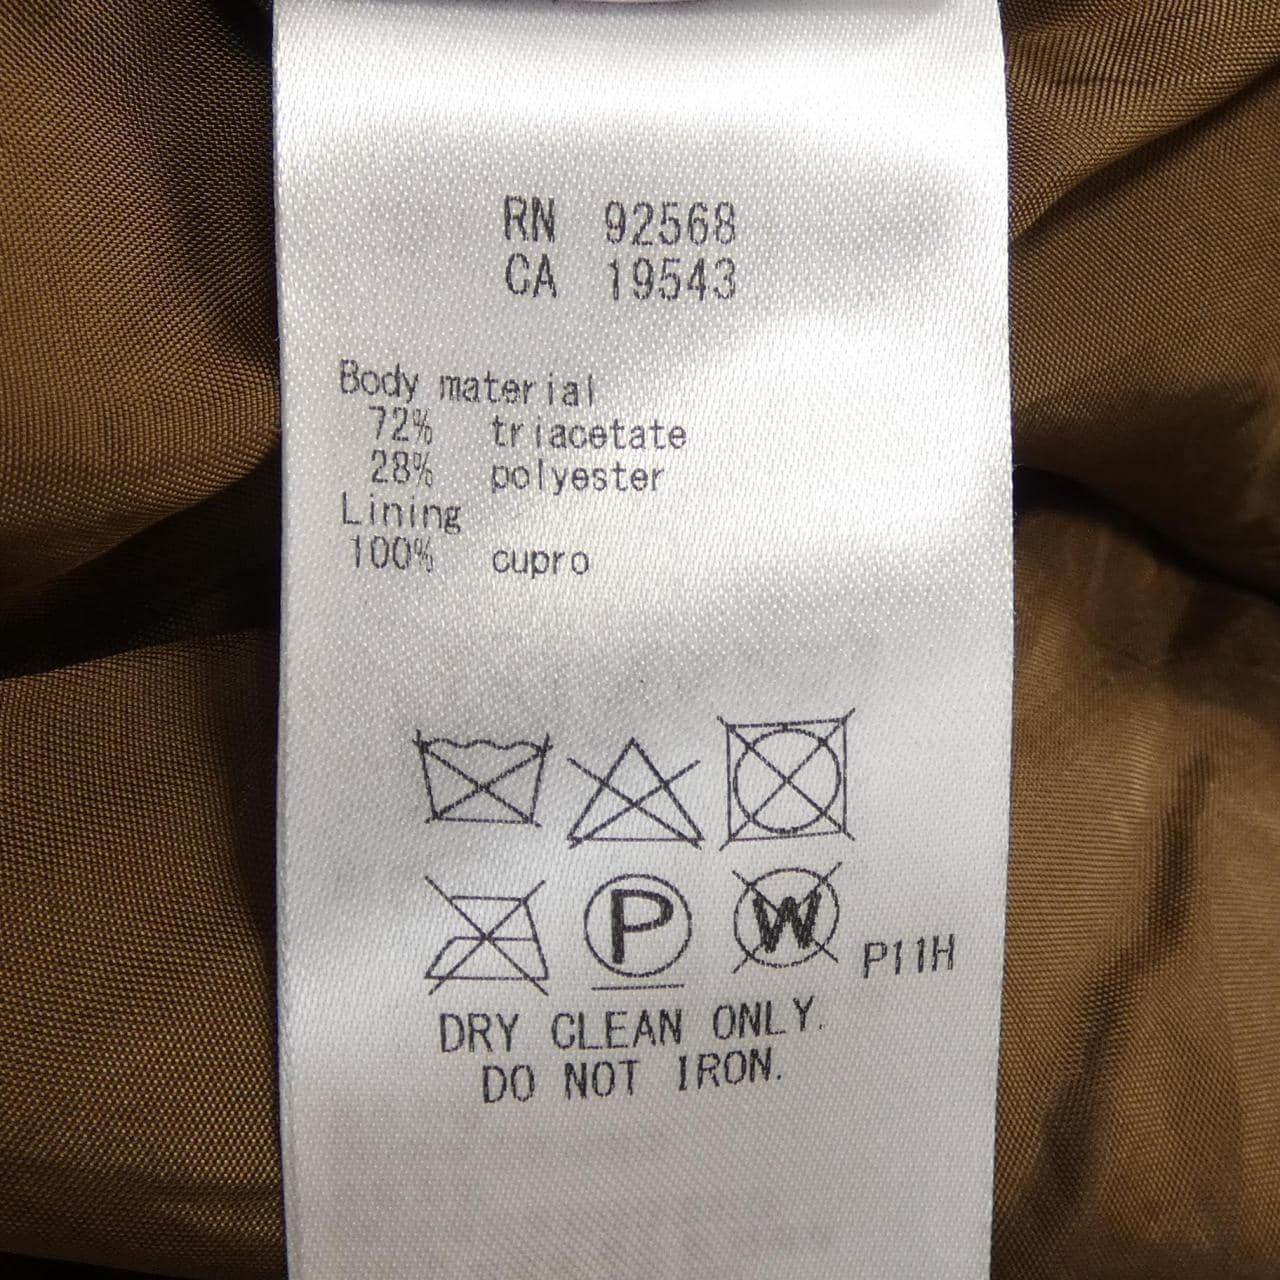 RN 92568
CA 19543
Body material
72% triacetate
28% polyester
Lining
100% cupro
P W P11H
DRY CLEAN ONLY.
DO NOT IRON.